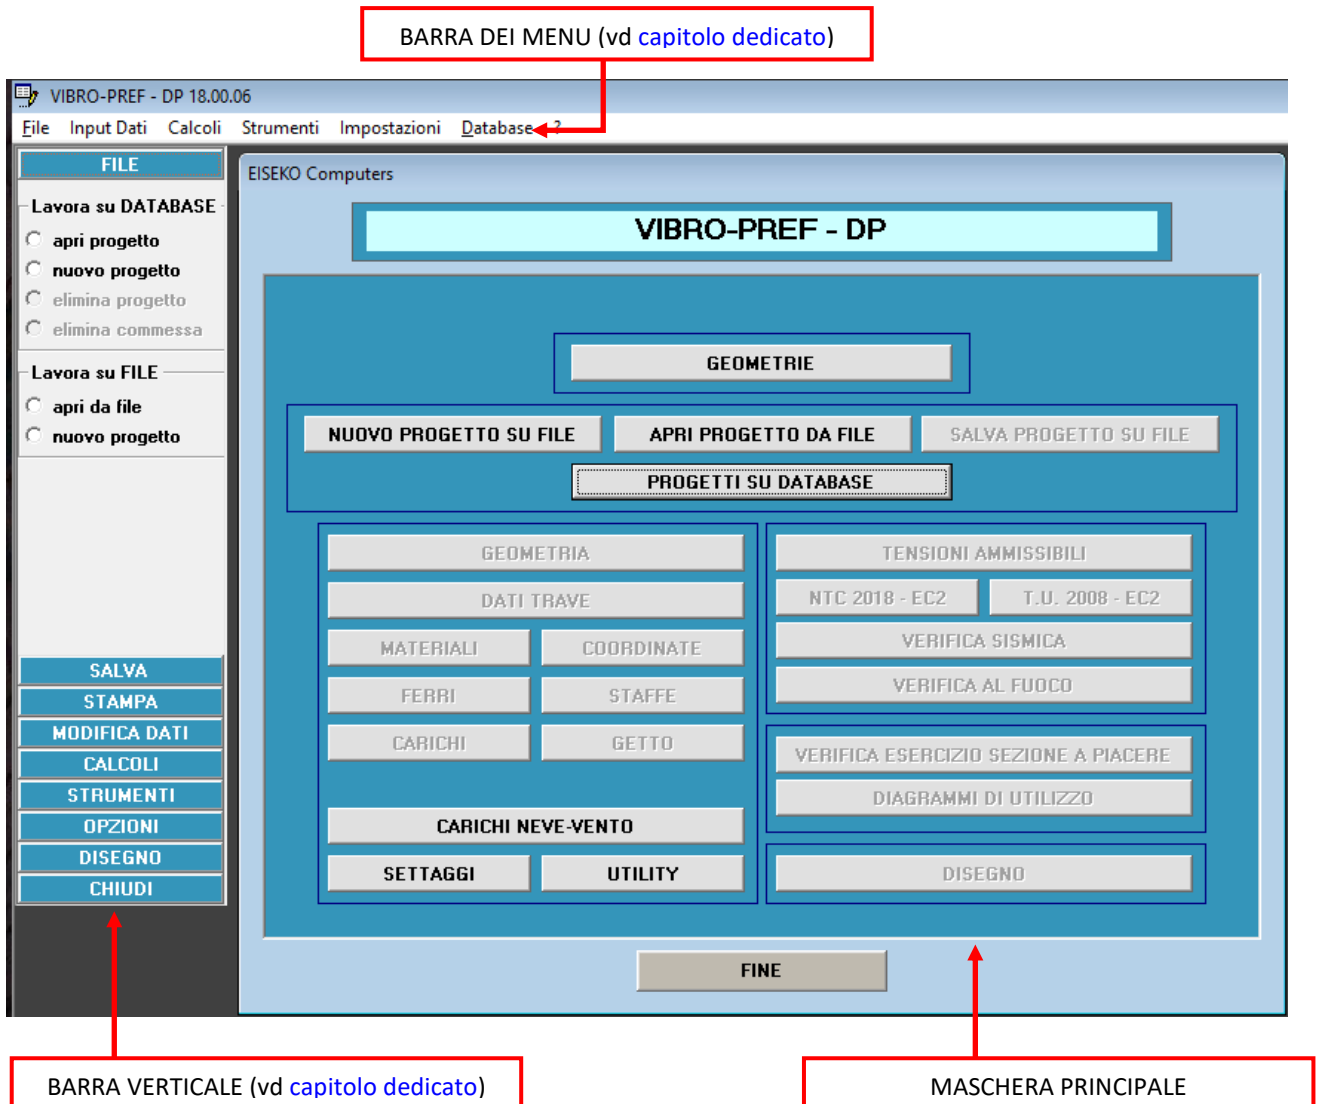 BARRA DEI MENU (vd capitolo dedicato)
VIBRO-PREF - DP 18.00.06
File Input Dati Calcoli Strumenti Impostazioni Database ?
FILE
Lavora su DATABASE
apri progetto
nuovo progetto
elimina progetto
elimina commessa
Lavora su FILE
apri da file
nuovo progetto
SALVA
STAMPA
MODIFICA DATI
CALCOLI
STRUMENTI
OPZIONI
DISEGNO
CHIUDI
EISEKO Computers
VIBRO-PREF - DP
GEOMETRIE
NUOVO PROGETTO SU FILE APRI PROGETTO DA FILE SALVA PROGETTO SU FILE
PROGETTI SU DATABASE
GEOMETRIA
DATI TRAVE
MATERIALI COORDINATE
FERRI STAFFE
CARICHI GETTO
CARICHI NEVE-VENTO
SETTAGGI UTILITY
TENSIONI AMMISSIBILI
NTC 2018 - EC2 T.U. 2008 - EC2
VERIFICA SISMICA
VERIFICA AL FUOCO
VERIFICA ESERCIZIO SEZIONE A PIACERE
DIAGRAMMI DI UTILIZZO
DISEGNO
FINE
BARRA VERTICALE (vd capitolo dedicato)
MASCHERA PRINCIPALE